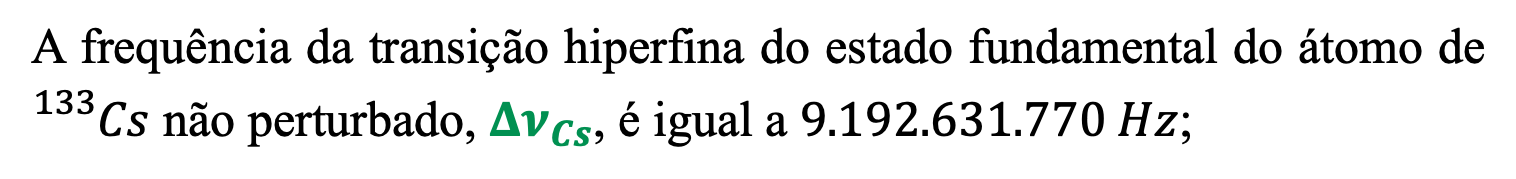 A frequência da transição hiperfina do estado fundamental do átomo de
¹³³Cs não perturbado, Δν_Cs, é igual a 9.192.631.770 Hz;